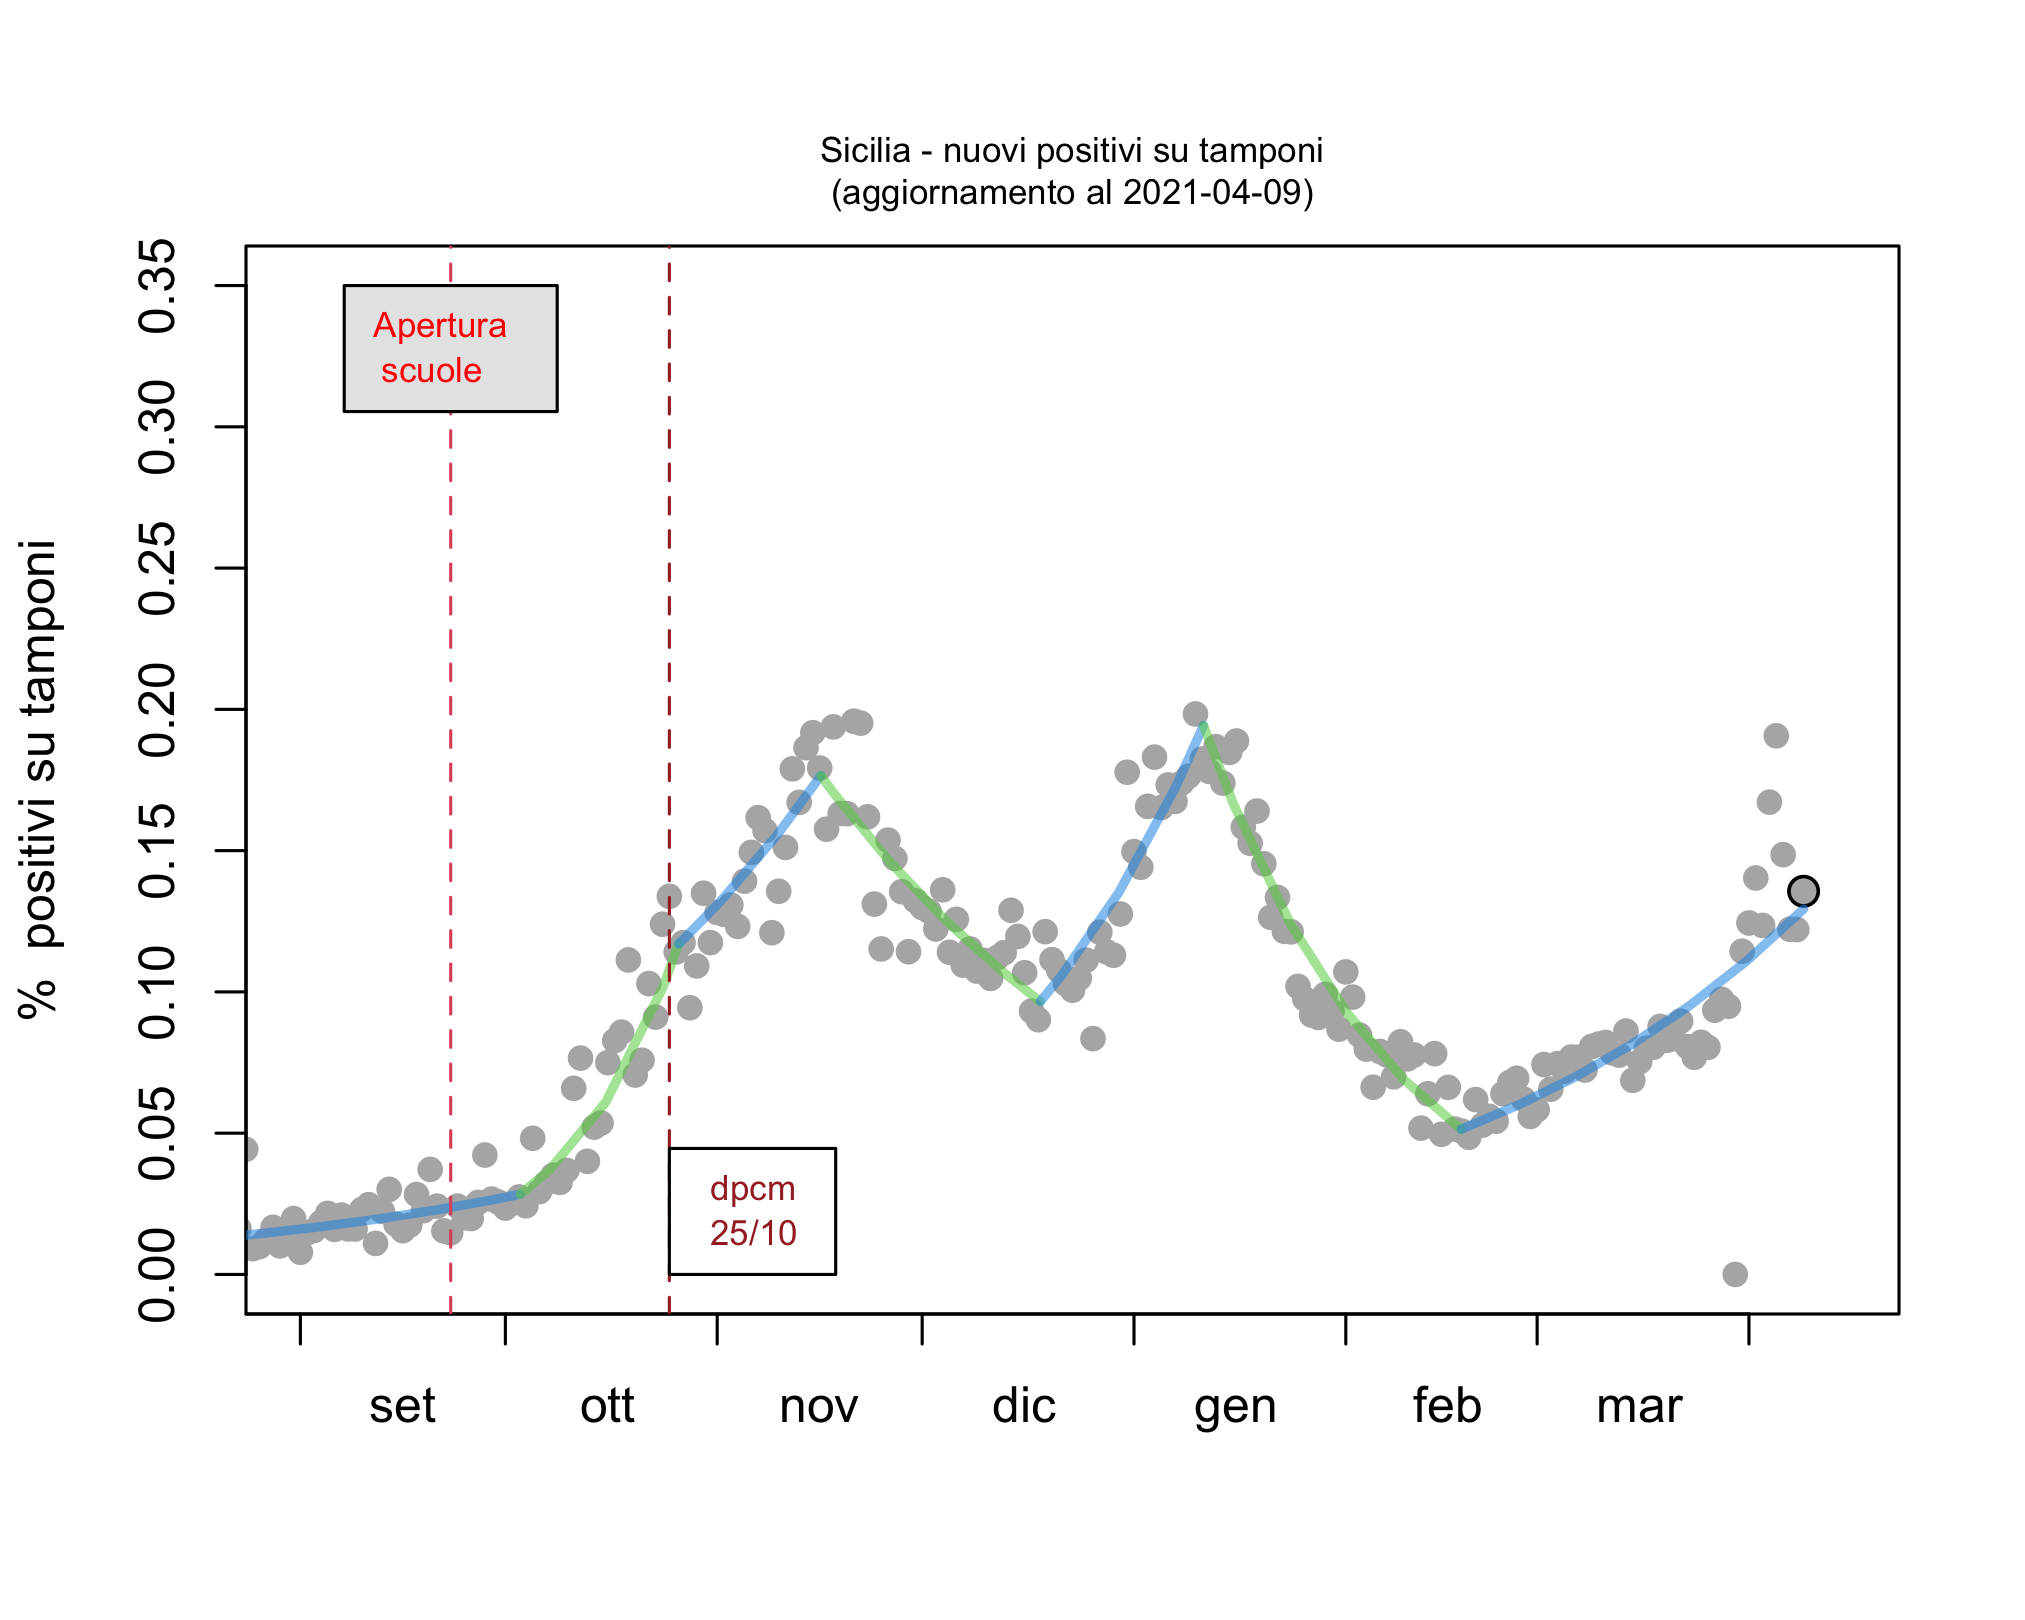 Sicilia - nuovi positivi su tamponi
(aggiornamento al 2021-04-09)
% positivi su tamponi
0.35
0.30
0.25
0.20
0.15
0.10
0.05
0.00
Apertura
scuole
dpcm
25/10
set ott nov dic gen feb mar